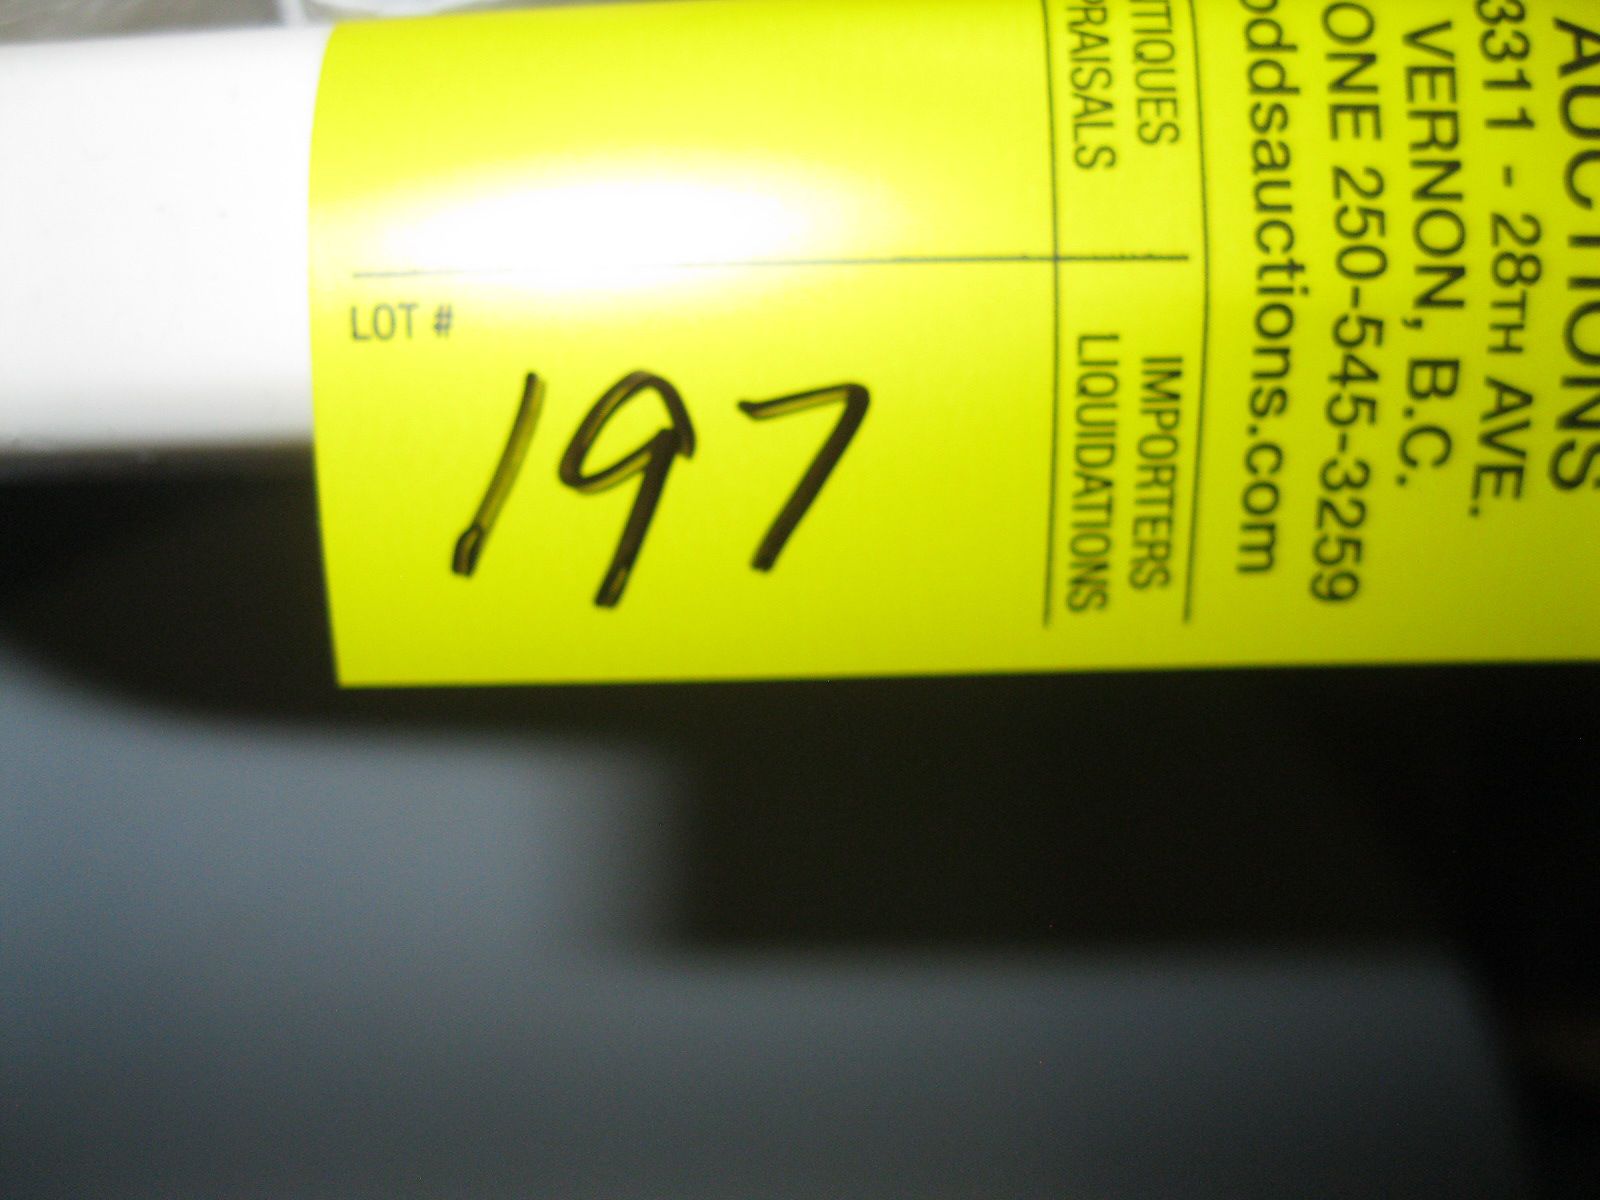 AUCTIONS
3311 - 28TH AVE.
VERNON, B.C.
ONE 250-545-3259
oddsauctions.com
TIQUES IMPORTERS
PRAISALS LIQUIDATIONS
LOT #
197